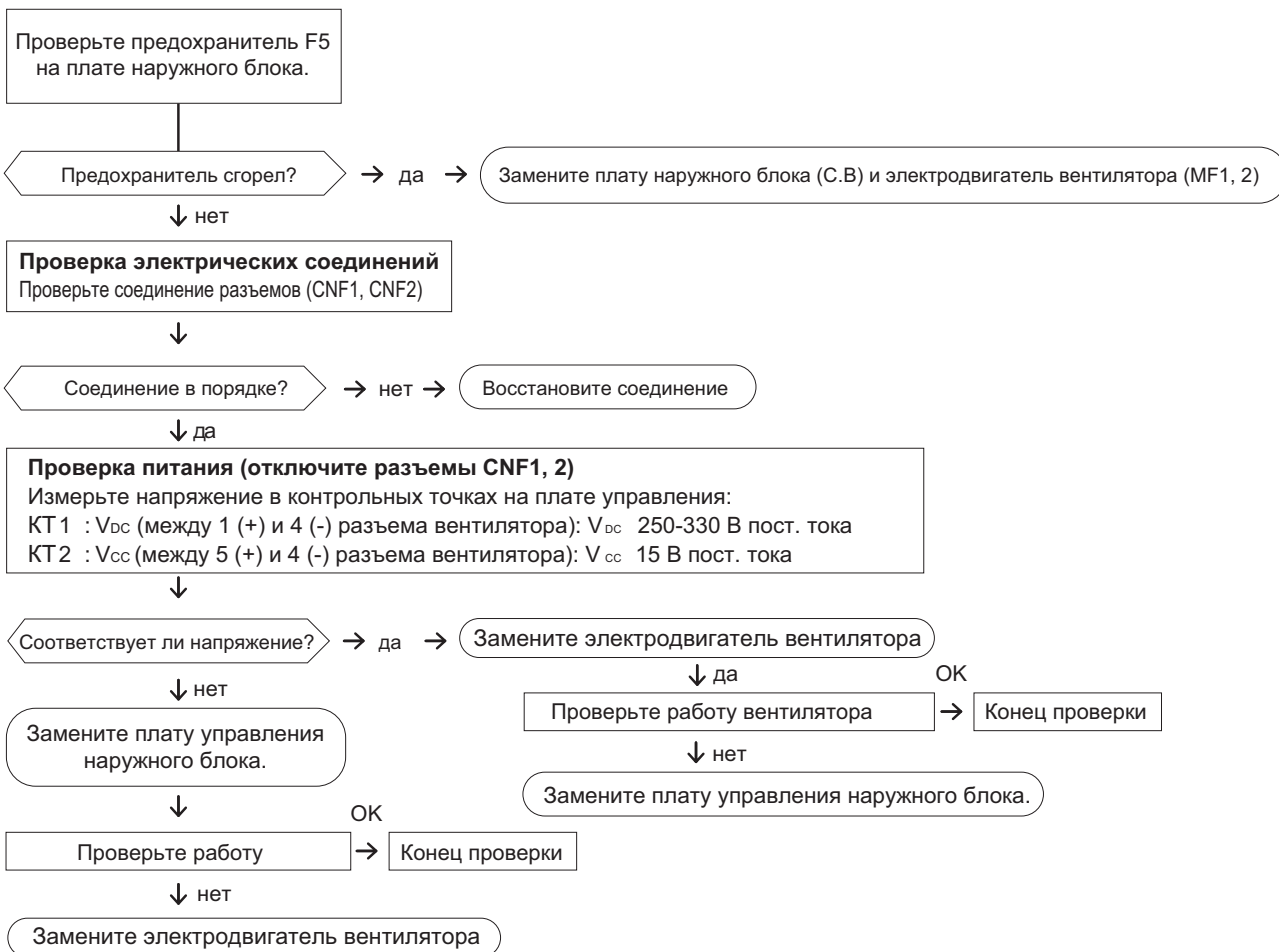 Проверьте предохранитель F5
на плате наружного блока.
Предохранитель сгорел?
да
Замените плату наружного блока (C.B) и электродвигатель вентилятора (MF1, 2)
нет
Проверка электрических соединений
Проверьте соединение разъемов (CNF1, CNF2)
Соединение в порядке?
нет
Восстановите соединение
да
Проверка питания (отключите разъемы CNF1, 2)
Измерьте напряжение в контрольных точках на плате управления:
КТ1 : VDC (между 1 (+) и 4 (-) разъема вентилятора): VDC 250-330 В пост. тока
КТ2 : VCC (между 5 (+) и 4 (-) разъема вентилятора): VCC 15 В пост. тока
Соответствует ли напряжение?
да
Замените электродвигатель вентилятора
да
OK
Проверьте работу вентилятора
Конец проверки
нет
Замените плату управления наружного блока.
нет
Замените плату управления
наружного блока.
OK
Проверьте работу
Конец проверки
нет
Замените электродвигатель вентилятора